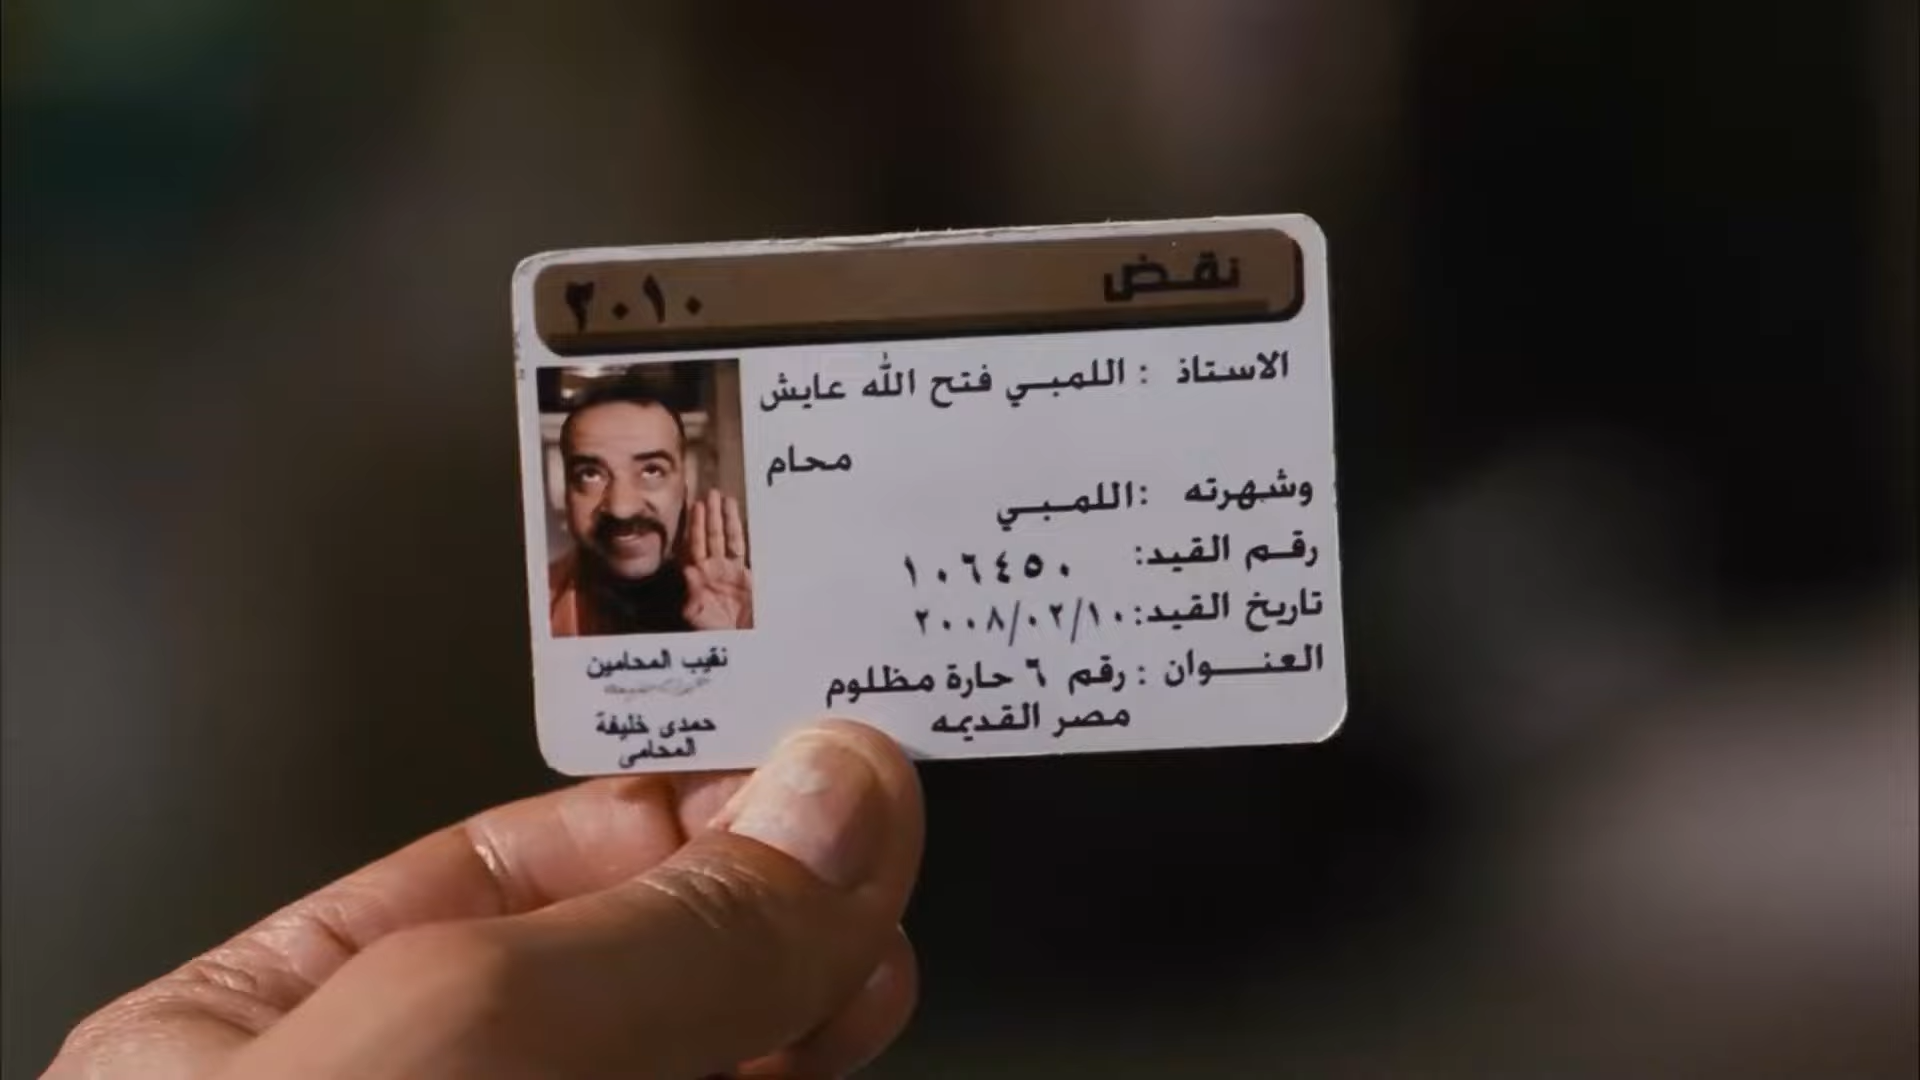 نقض ٢٠١٠
الاستاذ : اللمبي فتح الله عايش
محام
وشهرته : اللمبي
رقم القيد: ١٠٦٤٥٠
تاريخ القيد: ٢٠٠٨/٠٢/١٠
العنوان : رقم ٦ حارة مظلوم
مصر القديمه
نقيب المحامين
حمدى خليفة
المحامى